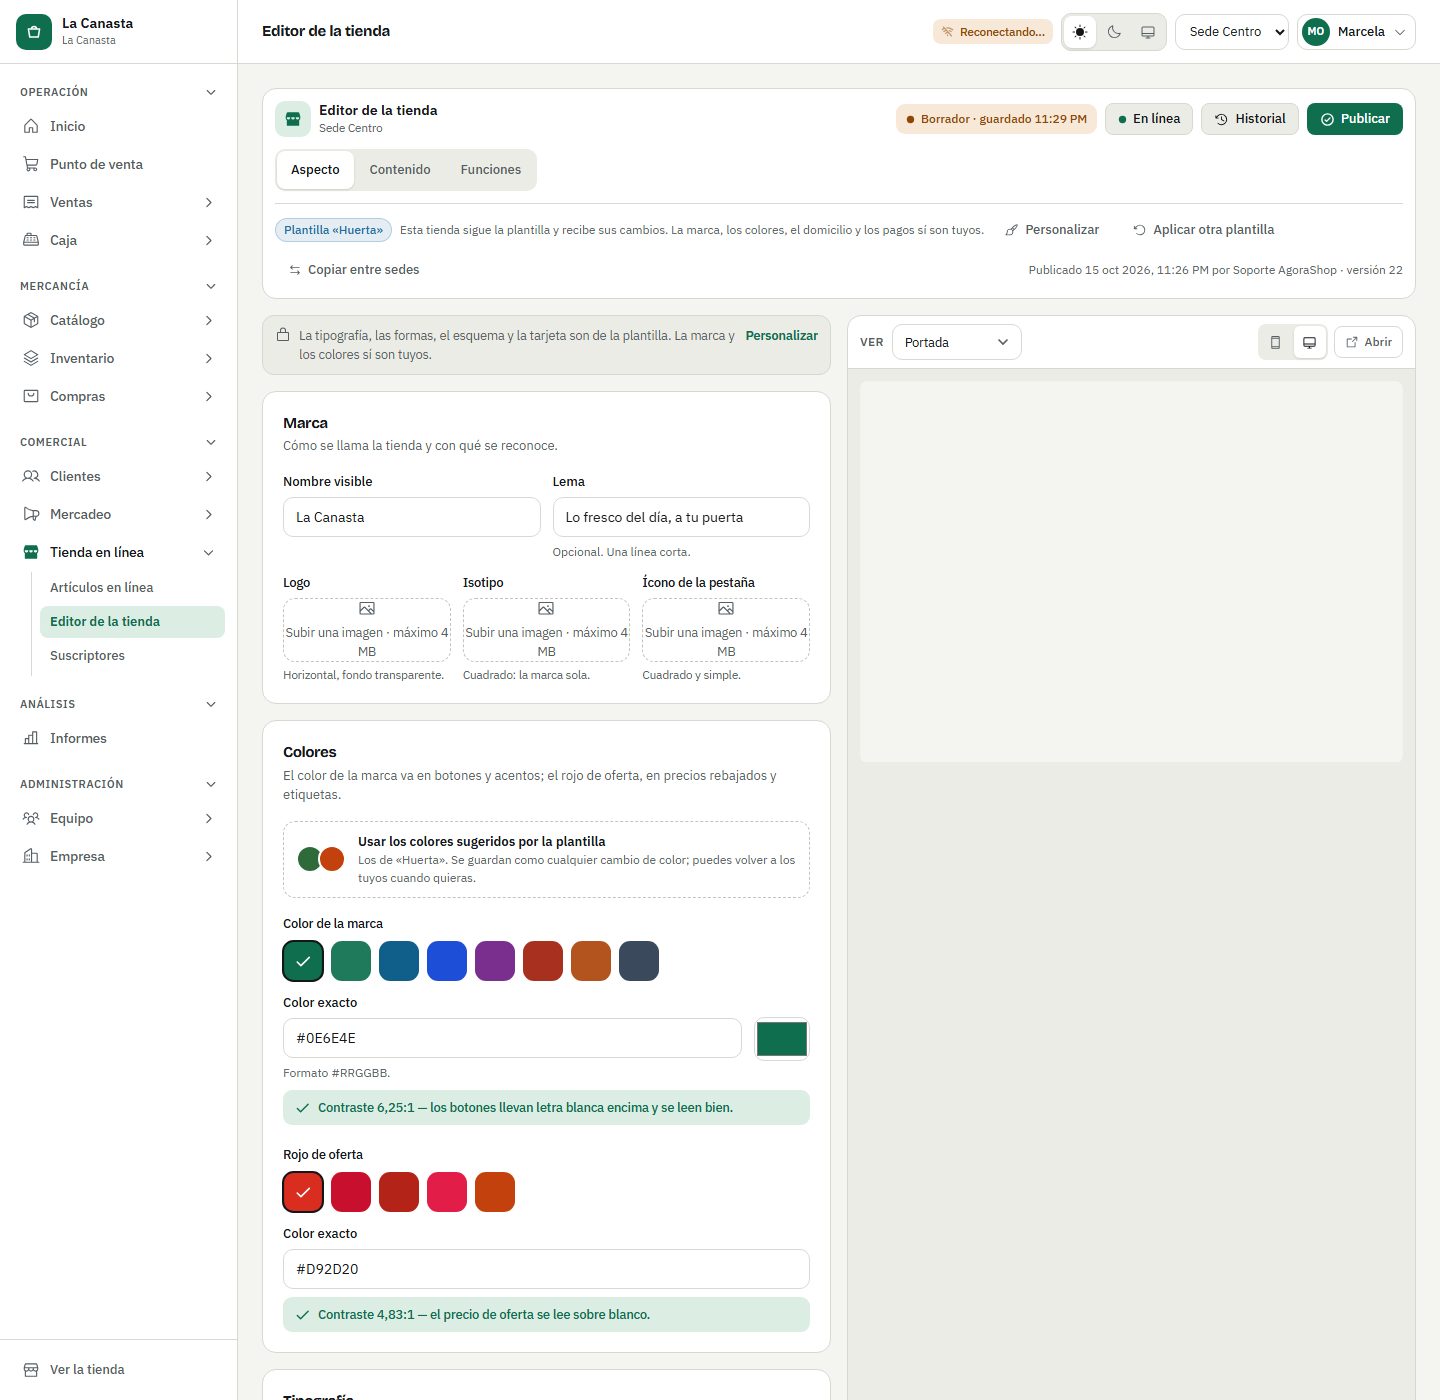 La Canasta
La Canasta
OPERACIÓN
Inicio
Punto de venta
Ventas
Caja
MERCANCÍA
Catálogo
Inventario
Compras
COMERCIAL
Clientes
Mercadeo
Tienda en línea
Artículos en línea
Editor de la tienda
Suscriptores
ANÁLISIS
Informes
ADMINISTRACIÓN
Equipo
Empresa
Ver la tienda
Editor de la tienda
Reconectando...
Sede Centro
MO
Marcela
Editor de la tienda
Sede Centro
Borrador · guardado 11:29 PM
En línea
Historial
Publicar
Aspecto
Contenido
Funciones
Plantilla «Huerta»
Esta tienda sigue la plantilla y recibe sus cambios. La marca, los colores, el domicilio y los pagos sí son tuyos.
Personalizar
Aplicar otra plantilla
Copiar entre sedes
Publicado 15 oct 2026, 11:26 PM por Soporte AgoraShop · versión 22
La tipografía, las formas, el esquema y la tarjeta son de la plantilla. La marca y
los colores sí son tuyos.
Personalizar
Marca
Cómo se llama la tienda y con qué se reconoce.
Nombre visible
La Canasta
Lema
Lo fresco del día, a tu puerta
Opcional. Una línea corta.
Logo
Subir una imagen · máximo 4
MB
Horizontal, fondo transparente.
Isotipo
Subir una imagen · máximo 4
MB
Cuadrado: la marca sola.
Ícono de la pestaña
Subir una imagen · máximo 4
MB
Cuadrado y simple.
Colores
El color de la marca va en botones y acentos; el rojo de oferta, en precios rebajados y
etiquetas.
Usar los colores sugeridos por la plantilla
Los de «Huerta». Se guardan como cualquier cambio de color; puedes volver a los
tuyos cuando quieras.
Color de la marca
Color exacto
#0E6E4E
Formato #RRGGBB.
Contraste 6,25:1 — los botones llevan letra blanca encima y se leen bien.
Rojo de oferta
Color exacto
#D92D20
Contraste 4,83:1 — el precio de oferta se lee sobre blanco.
Tipografía
VER
Portada
Abrir